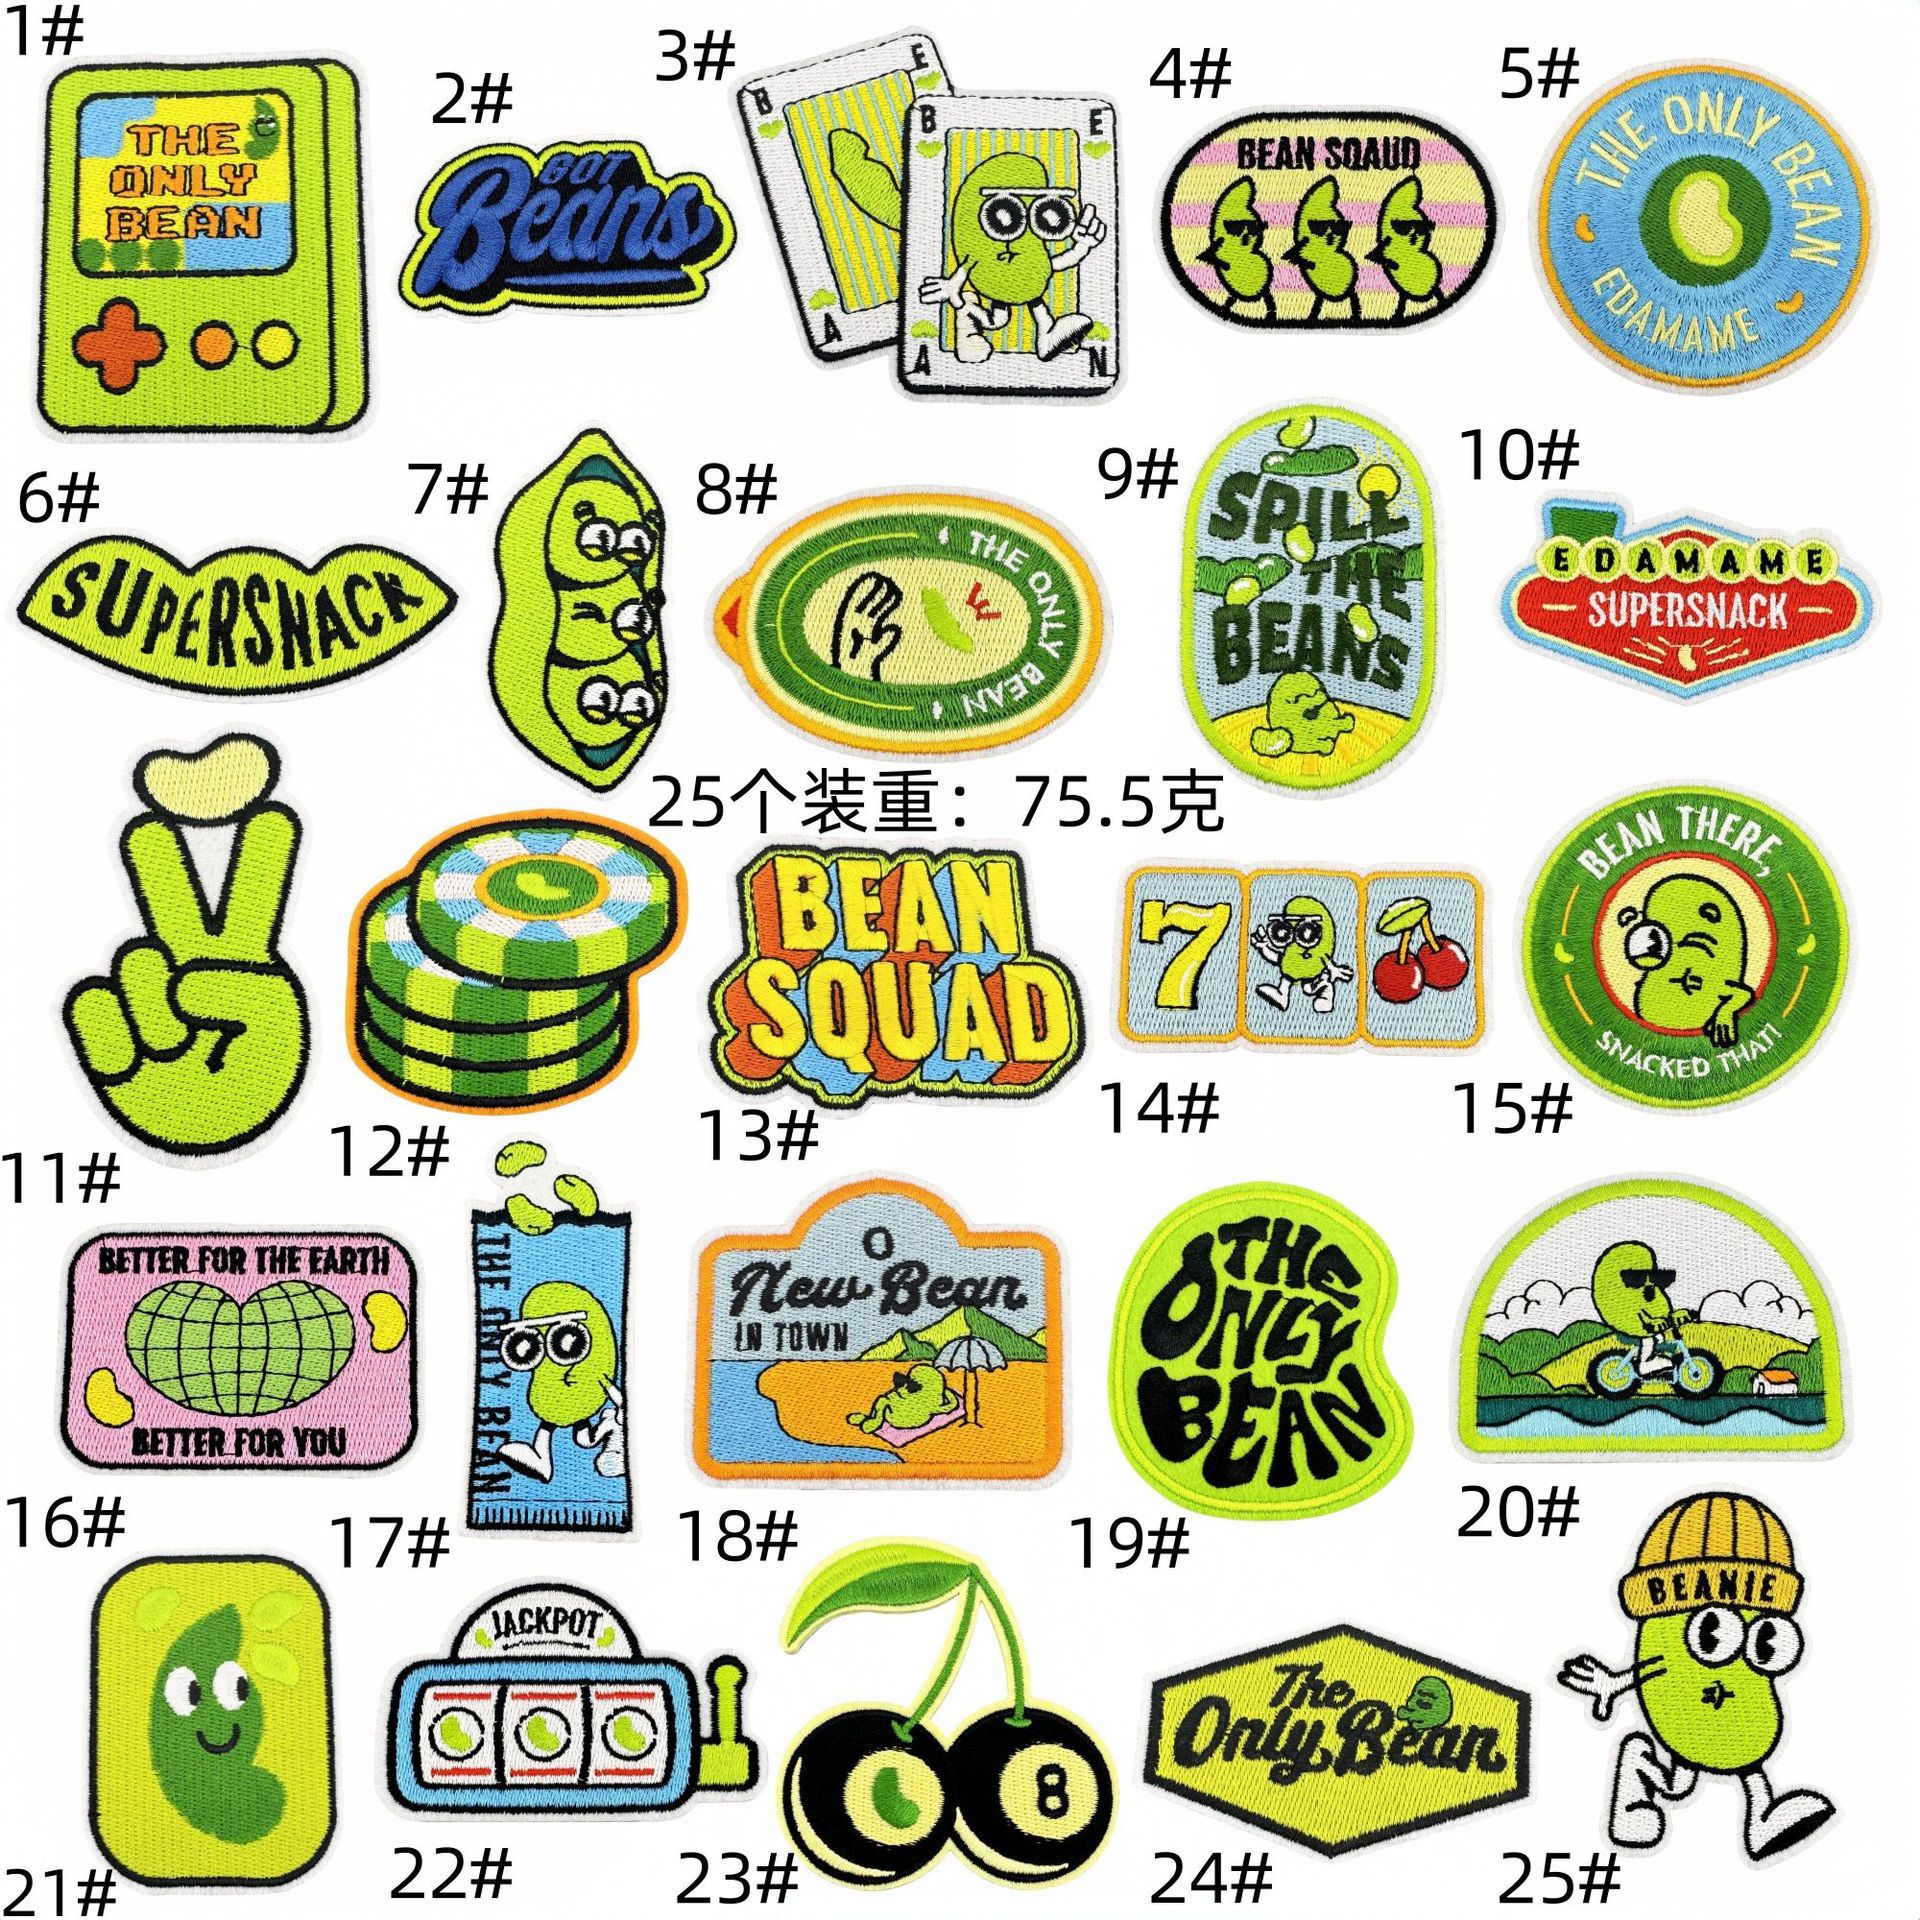 1#
THE
ONLY
BEAN
2#
GOT
Beans
3#
B
E
A
B
E
A
N
4#
BEAN SQAUD
5#
THE ONLY BEAN
EDAMAME
6#
SUPERSNACK
7#
8#
THE ONLY BEAN
9#
SPILL
THE
BEANS
10#
EDAMAME
SUPERSNACK
25个装重：75.5克
11#
12#
13#
BEAN
SQUAD
14#
7
15#
BEAN THERE,
SNACKED THAT!
16#
BETTER FOR THE EARTH
BETTER FOR YOU
17#
THE ONLY BEAN
18#
New Bean
IN TOWN
19#
THE
ONLY
BEAN
20#
21#
22#
JACKPOT
23#
8
24#
The
Only Bean
25#
BEANIE